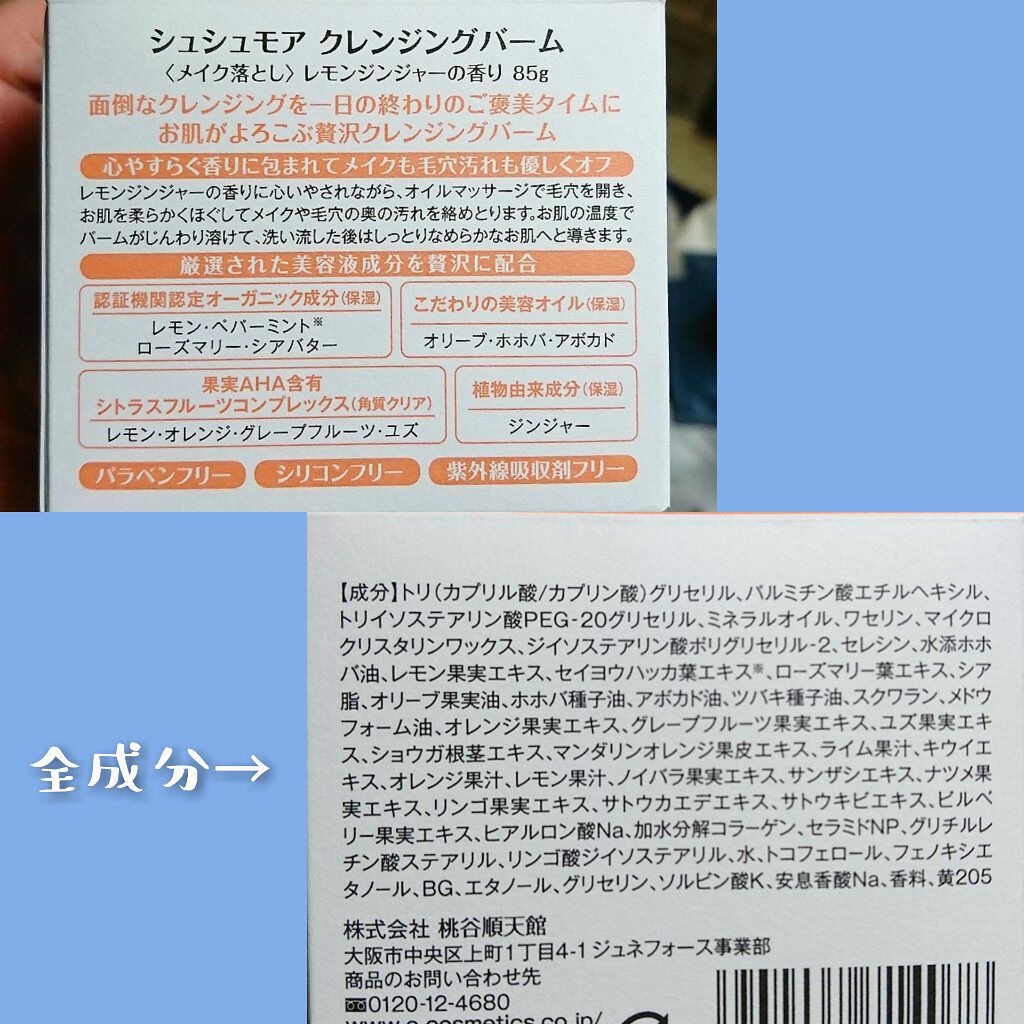 シュシュモア クレンジングバーム
〈メイク落とし〉レモンジンジャーの香り 85g
面倒なクレンジングを一日の終わりのご褒美タイムに
お肌がよろこぶ贅沢クレンジングバーム
心やすらぐ香りに包まれてメイクも毛穴汚れも優しくオフ
レモンジンジャーの香りに心いやされながら、オイルマッサージで毛穴を開き、
お肌を柔らかくほぐしてメイクや毛穴の奥の汚れを絡めとります。お肌の温度で
バームがじんわり溶けて、洗い流した後はしっとりなめらかなお肌へと導きます。
厳選された美容液成分を贅沢に配合
認証機関認定オーガニック成分(保湿)
レモン・ペパーミント※
ローズマリー・シアバター
こだわりの美容オイル(保湿)
オリーブ・ホホバ・アボカド
果実AHA含有
シトラスフルーツコンプレックス(角質クリア)
レモン・オレンジ・グレープフルーツ・ユズ
植物由来成分(保湿)
ジンジャー
パラベンフリー
シリコンフリー
紫外線吸収剤フリー
全成分→
【成分】トリ(カプリル酸/カプリン酸)グリセリル、パルミチン酸エチルヘキシル、
トリイソステアリン酸PEG-20グリセリル、ミネラルオイル、ワセリン、マイクロ
クリスタリンワックス、ジイソステアリン酸ポリグリセリル-2、セレシン、水添ホホ
バ油、レモン果実エキス、セイヨウハッカ葉エキス※、ローズマリー葉エキス、シア
脂、オリーブ果実油、ホホバ種子油、アボカド油、ツバキ種子油、スクワラン、メドウ
フォーム油、オレンジ果実エキス、グレープフルーツ果実エキス、ユズ果実エキ
ス、ショウガ根茎エキス、マンダリンオレンジ果皮エキス、ライム果汁、キウイエ
キス、オレンジ果汁、レモン果汁、ノイバラ果実エキス、サンザシエキス、ナツメ果
実エキス、リンゴ果実エキス、サトウカエデエキス、サトウキビエキス、ビルベ
リー果実エキス、ヒアルロン酸Na、加水分解コラーゲン、セラミドNP、グリチルレ
チン酸ステアリル、リンゴ酸ジイソステアリル、水、トコフェロール、フェノキシエ
タノール、BG、エタノール、グリセリン、ソルビン酸K、安息香酸Na、香料、黄205
株式会社 桃谷順天館
大阪市中央区上町1丁目4-1 ジュネフォース事業部
商品のお問い合わせ先
0120-12-4680
www.e-cosmetics.co.jp/